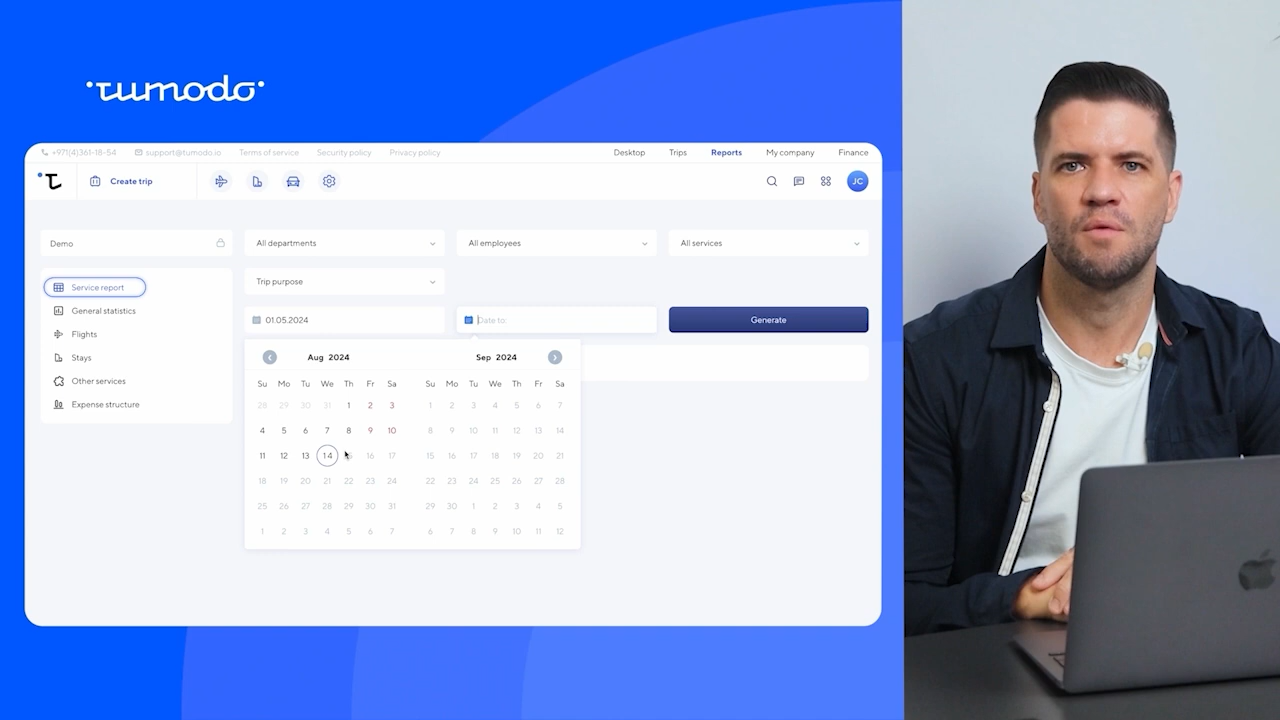 tumodo
+971(4)361-18-54 support@tumodo.io Terms of service Security policy Privacy policy Desktop Trips Reports My company Finance
Create trip JC
Demo All departments All employees All services
Service report Trip purpose
General statistics 01.05.2024 Date to: Generate
Flights
Stays
Other services
Expense structure
Aug 2024 Sep 2024
Su Mo Tu We Th Fr Sa Su Mo Tu We Th Fr Sa
28 29 30 31 1 2 3 1 2 3 4 5 6 7
4 5 6 7 8 9 10 8 9 10 11 12 13 14
11 12 13 14 16 17 15 16 17 18 19 20 21
18 19 20 21 22 23 24 22 23 24 25 26 27 28
25 26 27 28 29 30 31 29 30 1 2 3 4 5
1 2 3 4 5 6 7 6 7 8 9 10 11 12